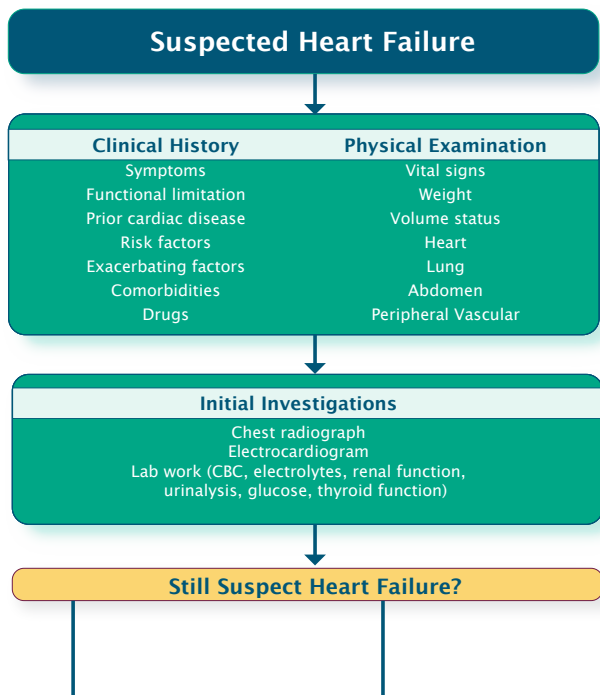 Suspected Heart Failure
Clinical History
Symptoms
Functional limitation
Prior cardiac disease
Risk factors
Exacerbating factors
Comorbidities
Drugs
Physical Examination
Vital signs
Weight
Volume status
Heart
Lung
Abdomen
Peripheral Vascular
Initial Investigations
Chest radiograph
Electrocardiogram
Lab work (CBC, electrolytes, renal function,
urinalysis, glucose, thyroid function)
Still Suspect Heart Failure?